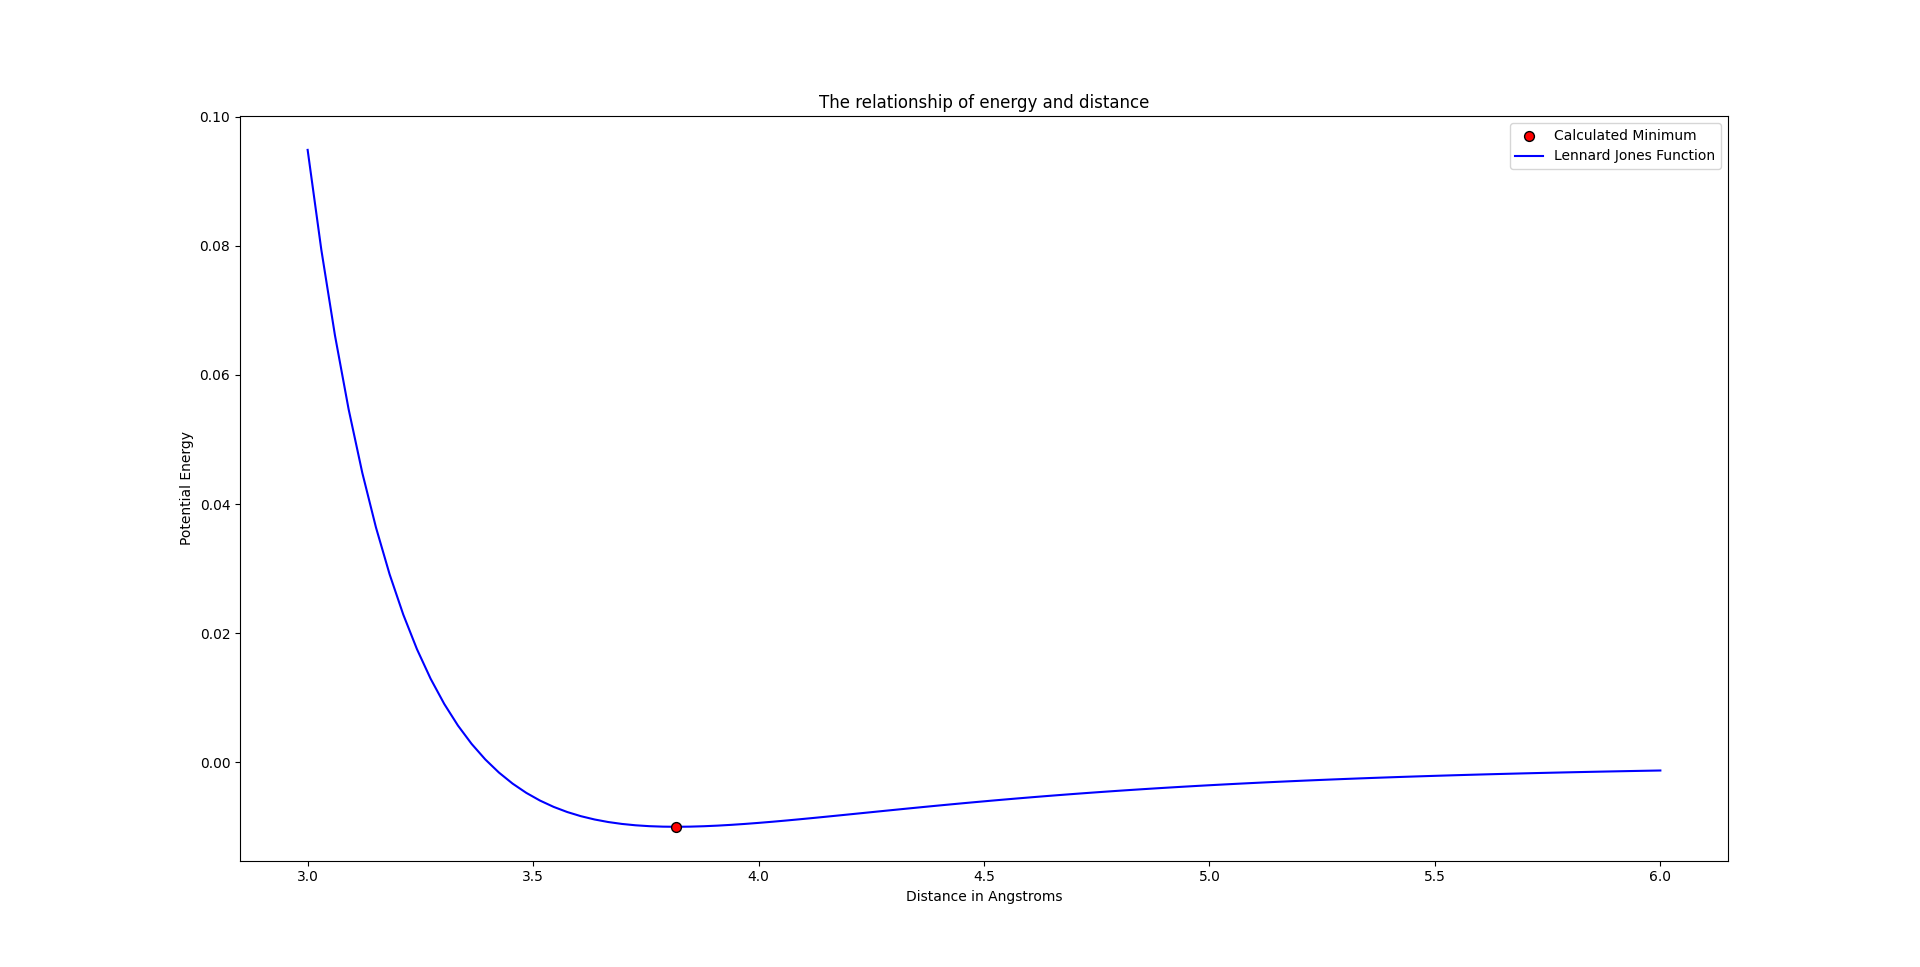 The relationship of energy and distance
0.10
0.08
0.06
0.04
0.02
0.00
Potential Energy
Calculated Minimum
Lennard Jones Function
3.0 3.5 4.0 4.5 5.0 5.5 6.0
Distance in Angstroms